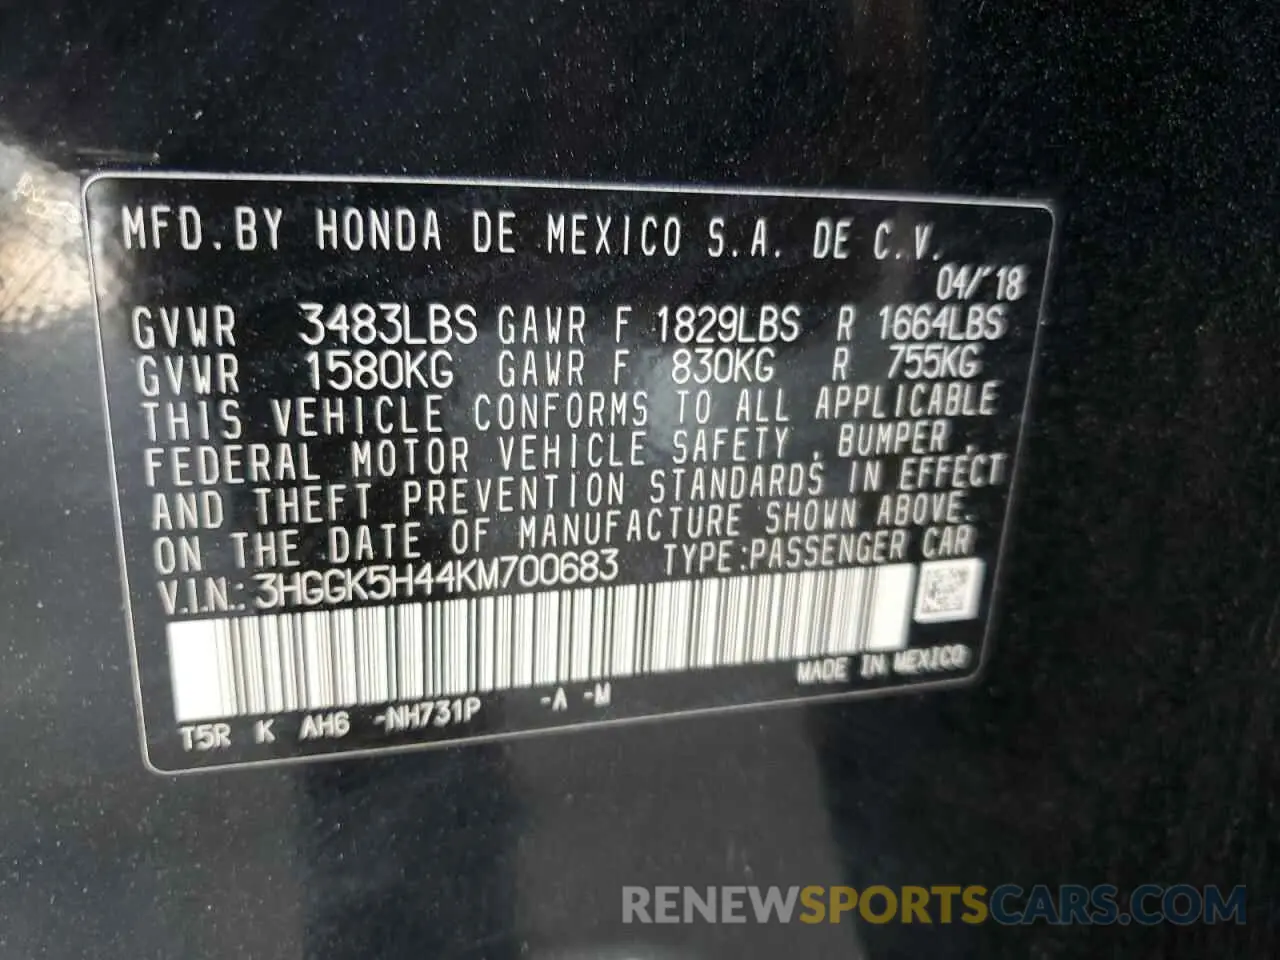 MFD.BY HONDA DE MEXICO S.A. DE C.V.
04/'18
GVWR 3483LBS GAWR F 1829LBS R 1664LBS
GVWR 1580KG GAWR F 830KG R 755KG
THIS VEHICLE CONFORMS TO ALL APPLICABLE
FEDERAL MOTOR VEHICLE SAFETY, BUMPER,
AND THEFT PREVENTION STANDARDS IN EFFECT
ON THE DATE OF MANUFACTURE SHOWN ABOVE.
V.I.N.: 3HGGK5H44KM700683 TYPE:PASSENGER CAR
MADE IN MEXICO
T5R K AH6 -NH731P -A -M
RENEWSPORTSCARS.COM